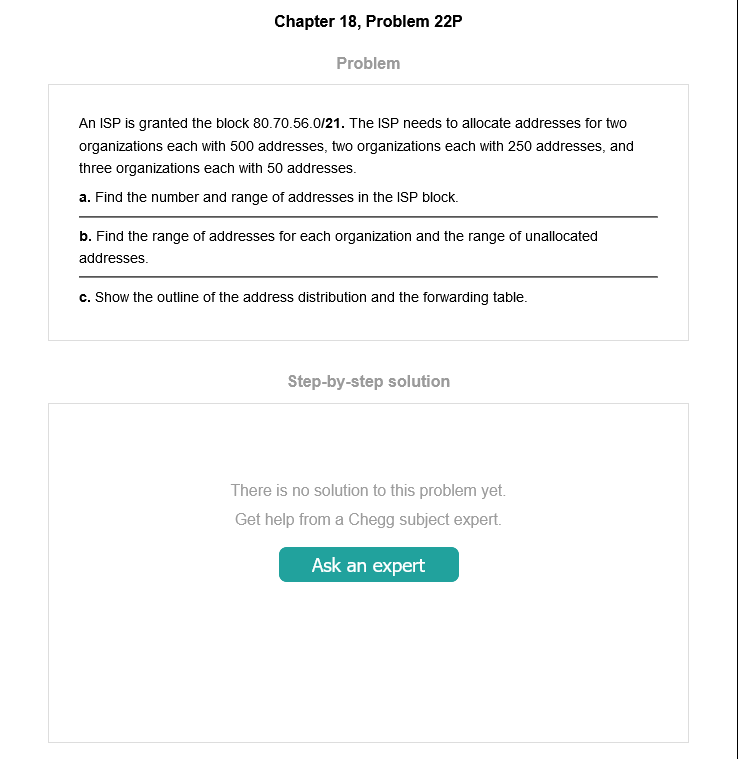 Chapter 18, Problem 22P
Problem
An ISP is granted the block 80.70.56.0/21. The ISP needs to allocate addresses for two
organizations each with 500 addresses, two organizations each with 250 addresses, and
three organizations each with 50 addresses.
a. Find the number and range of addresses in the ISP block.
b. Find the range of addresses for each organization and the range of unallocated
addresses.
c. Show the outline of the address distribution and the forwarding table.
Step-by-step solution
There is no solution to this problem yet.
Get help from a Chegg subject expert.
Ask an expert